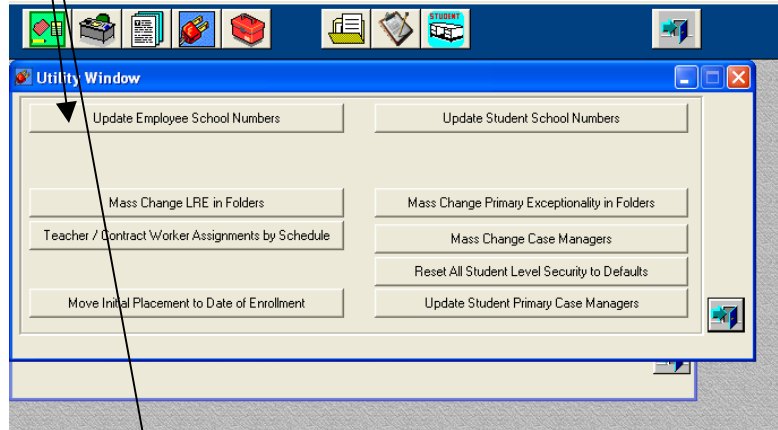 STUDENT
Utility Window
Update Employee School Numbers
Update Student School Numbers
Mass Change LRE in Folders
Mass Change Primary Exceptionality in Folders
Teacher / Contract Worker Assignments by Schedule
Mass Change Case Managers
Reset All Student Level Security to Defaults
Move Initial Placement to Date of Enrollment
Update Student Primary Case Managers